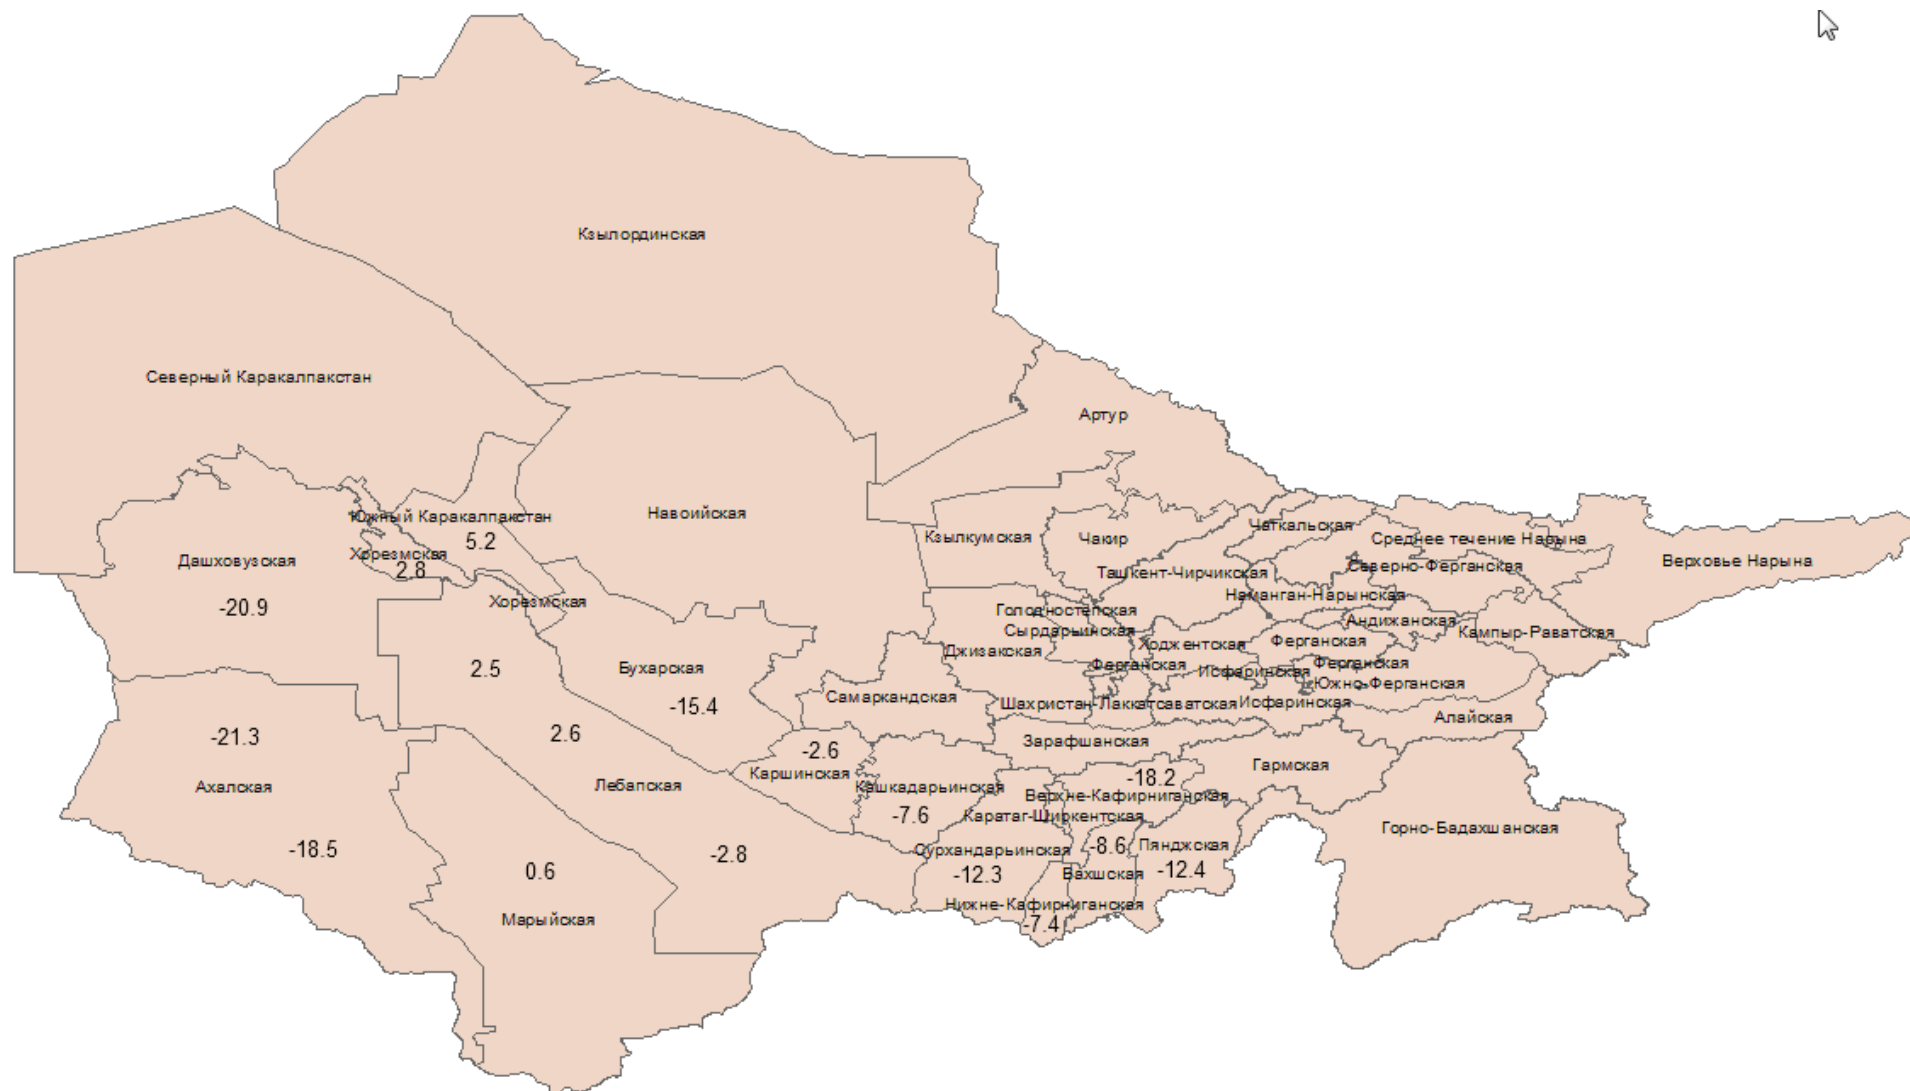 Кзылординская
Северный Каракалпакстан
Артур
Навоийская
Южный Каракалпакстан
5.2
Хорезмская
2.8
Дашховузская
-20.9
Кзылкумская
Чакир
Чаткальская
Среднее течение Нарына
Верховье Нарына
Северно-Ферганская
Ташкент-Чирчикская
Наманган-Нарынская
Хорезмская
Голодностепская
Сырдарьинская
Андижанская
Кампыр-Раватская
Джизакская
Ходжентская
Ферганская
Ферганская
Ферганская
Исфаринская
Южно-Ферганская
2.5
Бухарская
-15.4
Самаркандская
Шахристан-Лаккатсаватская
Исфаринская
Алайская
-21.3
2.6
Зарафшанская
-2.6
Каршинская
Гармская
-18.2
Ахалская
Лебапская
Кашкадарьинская
Верхне-Кафирниганская
-7.6
Каратаг-Ширкентская
Горно-Бадахшанская
-18.5
-2.8
Сурхандарьинская
-8.6
Пянджская
0.6
-12.3
Вахшская
-12.4
Нижне-Кафирниганская
-7.4
Марыйская